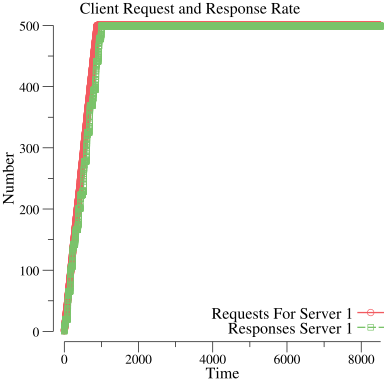 Client Request and Response Rate
500
400
300
200
100
0
Number
Requests For Server 1
Responses Server 1
0 2000 4000 6000 8000
Time